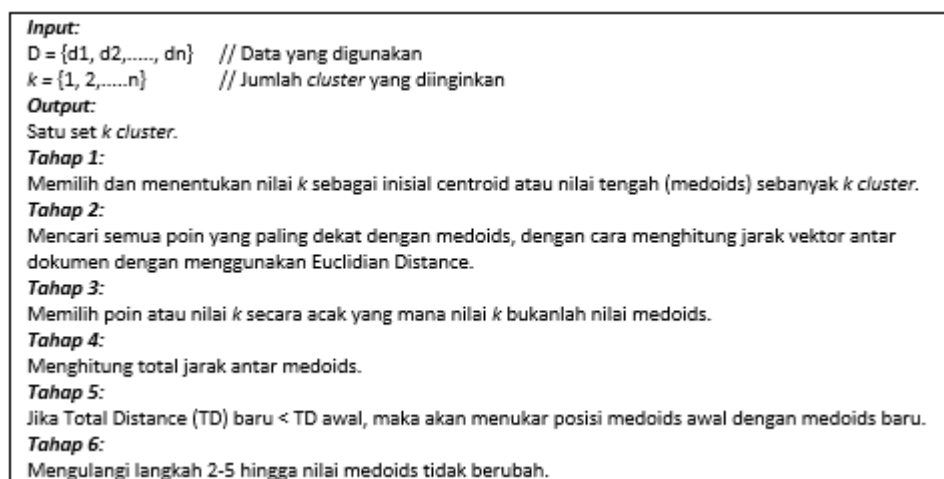 Input:
D = {d1, d2,....., dn} // Data yang digunakan
k = {1, 2,.....n} // Jumlah cluster yang diinginkan
Output:
Satu set k cluster.
Tahap 1:
Memilih dan menentukan nilai k sebagai inisial centroid atau nilai tengah (medoids) sebanyak k cluster.
Tahap 2:
Mencari semua poin yang paling dekat dengan medoids, dengan cara menghitung jarak vektor antar
dokumen dengan menggunakan Euclidian Distance.
Tahap 3:
Memilih poin atau nilai k secara acak yang mana nilai k bukanlah nilai medoids.
Tahap 4:
Menghitung total jarak antar medoids.
Tahap 5:
Jika Total Distance (TD) baru < TD awal, maka akan menukar posisi medoids awal dengan medoids baru.
Tahap 6:
Mengulangi langkah 2-5 hingga nilai medoids tidak berubah.